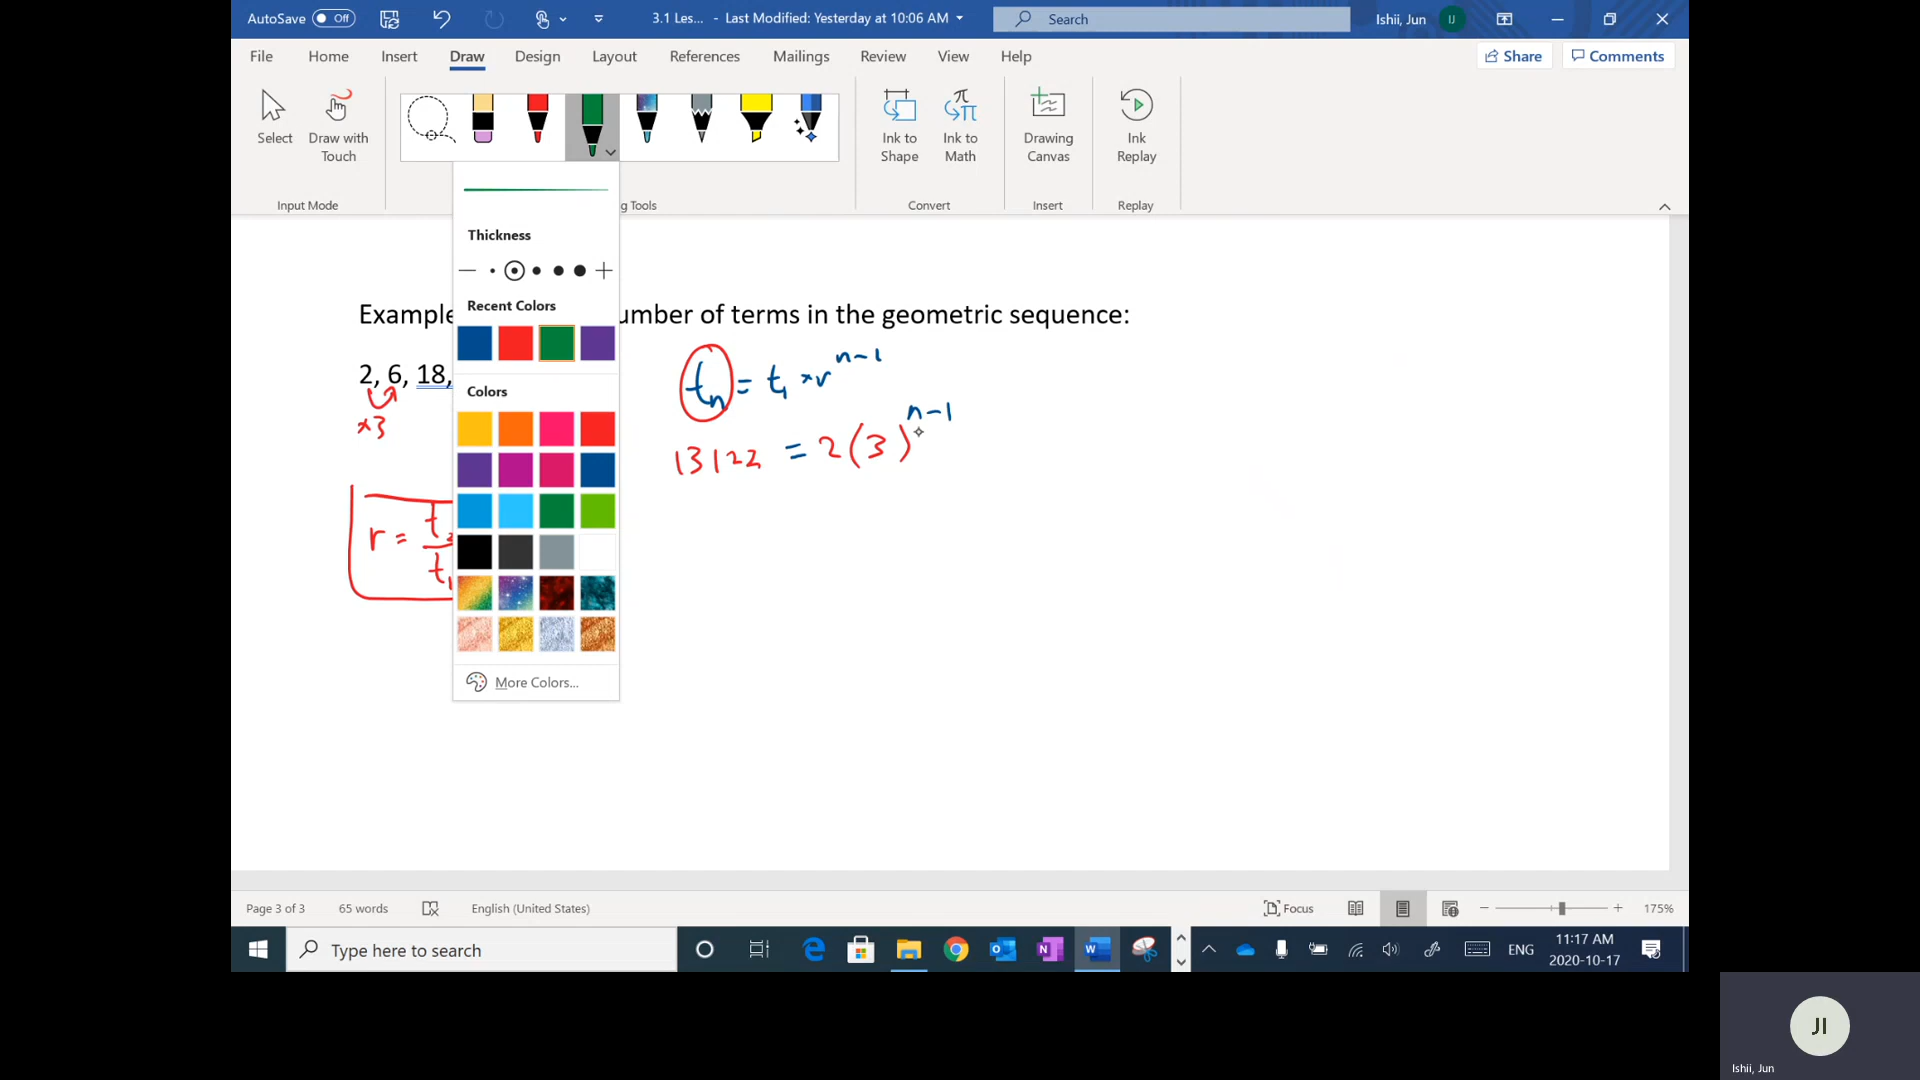 AutoSave Off 3.1 Les... - Last Modified: Yesterday at 10:06 AM Search Ishii, Jun IJ
File Home Insert Draw Design Layout References Mailings Review View Help Share Comments
Select
Draw with Touch
Ink to Shape
Ink to Math
Drawing Canvas
Ink Replay
Input Mode
g Tools
Convert
Insert
Replay
Thickness
Recent Colors
Colors
More Colors...
Example
umber of terms in the geometric sequence:
2, 6, 18,
×3
tn = t1 × r^n-1
13122 = 2(3)^n-1
r = t2/t1
Page 3 of 3 65 words English (United States) Focus 175%
Type here to search ENG 11:17 AM
2020-10-17
JI
Ishii, Jun